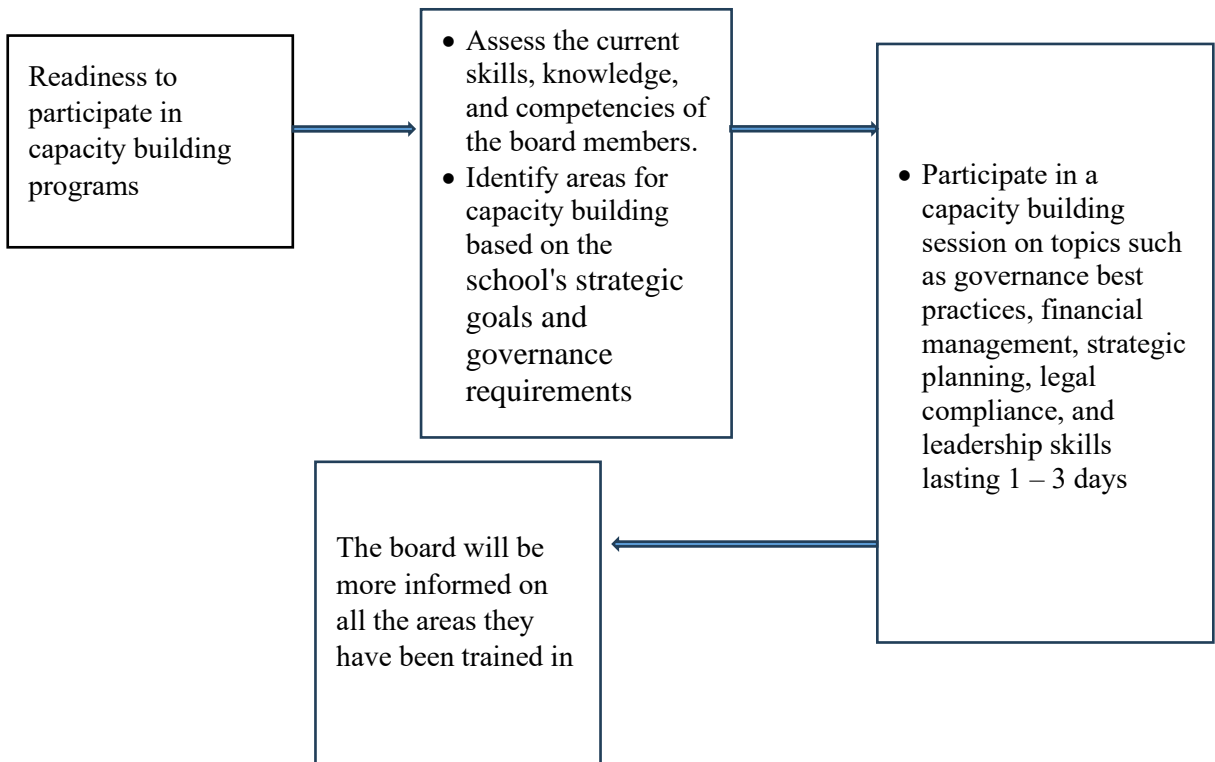 Readiness to
participate in
capacity building
programs
• Assess the current
skills, knowledge,
and competencies of
the board members.
• Identify areas for
capacity building
based on the
school's strategic
goals and
governance
requirements
• Participate in a
capacity building
session on topics such
as governance best
practices, financial
management, strategic
planning, legal
compliance, and
leadership skills
lasting 1 – 3 days
The board will be
more informed on
all the areas they
have been trained in